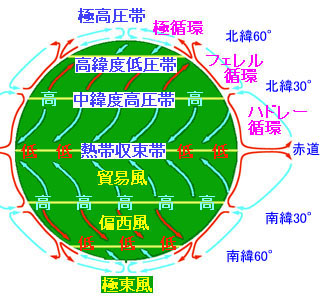 極高圧帯
極循環
北緯60°
高緯度低圧帯
フェレル
循環
北緯30°
高 中緯度高圧帯 高
ハドレー
循環
低 低 熱帯収束帯 低 低
赤道
貿易風
高 高 高 高 高
南緯30°
偏西風
低 低 低
南緯60°
極東風